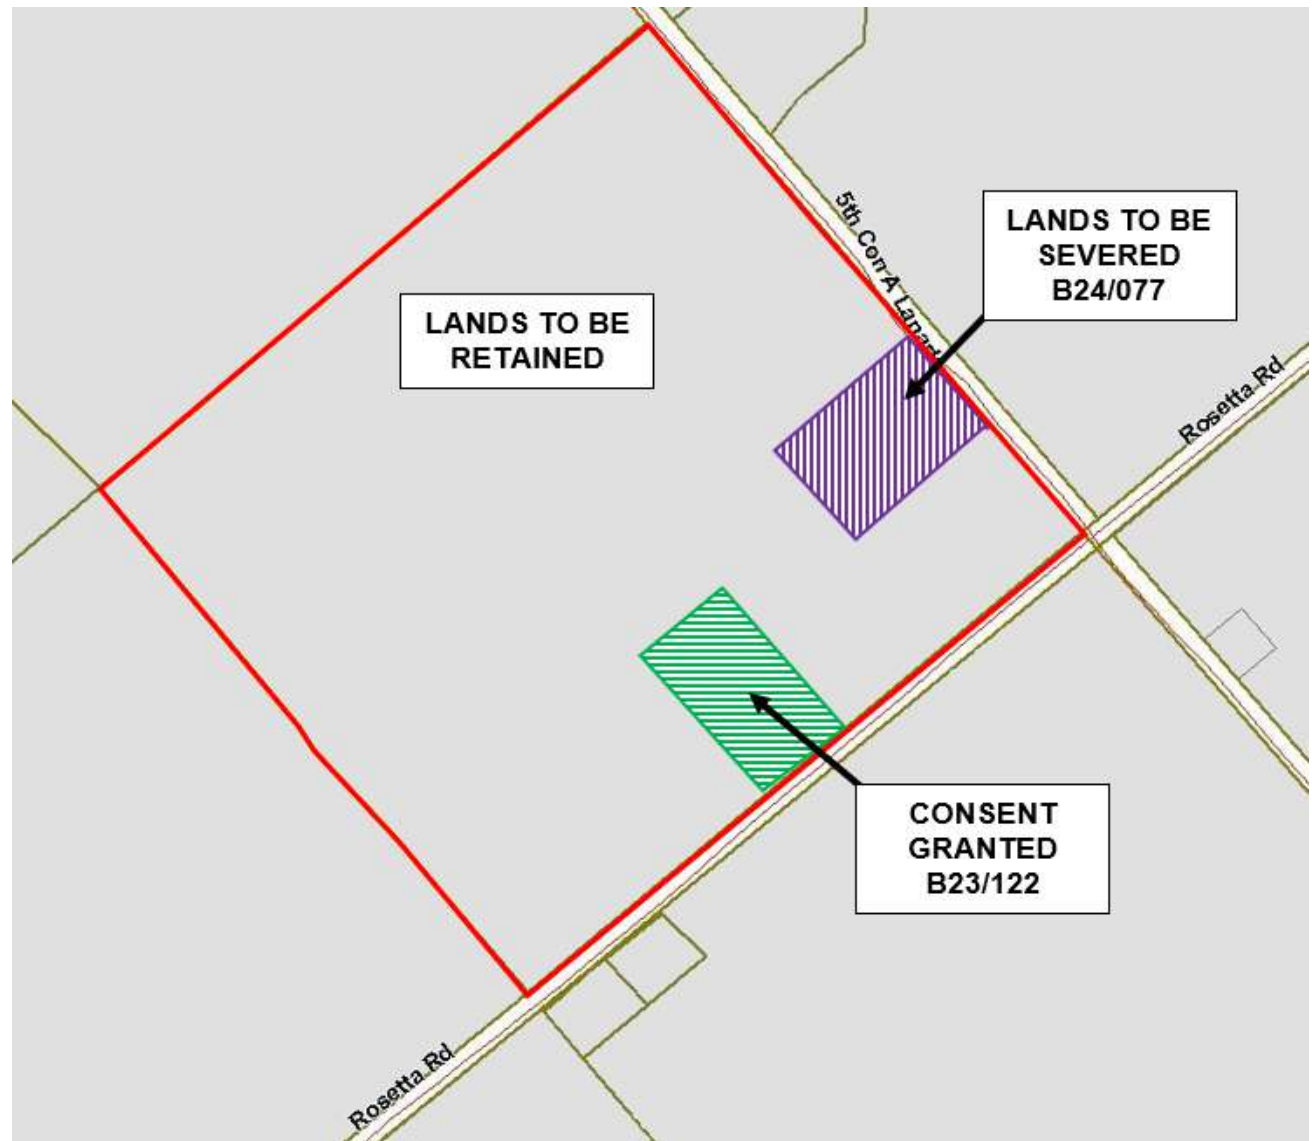 5th Con A Lanark
LANDS TO BE
SEVERED
B24/077
LANDS TO BE
RETAINED
Rosetta Rd
CONSENT
GRANTED
B23/122
Rosetta Rd